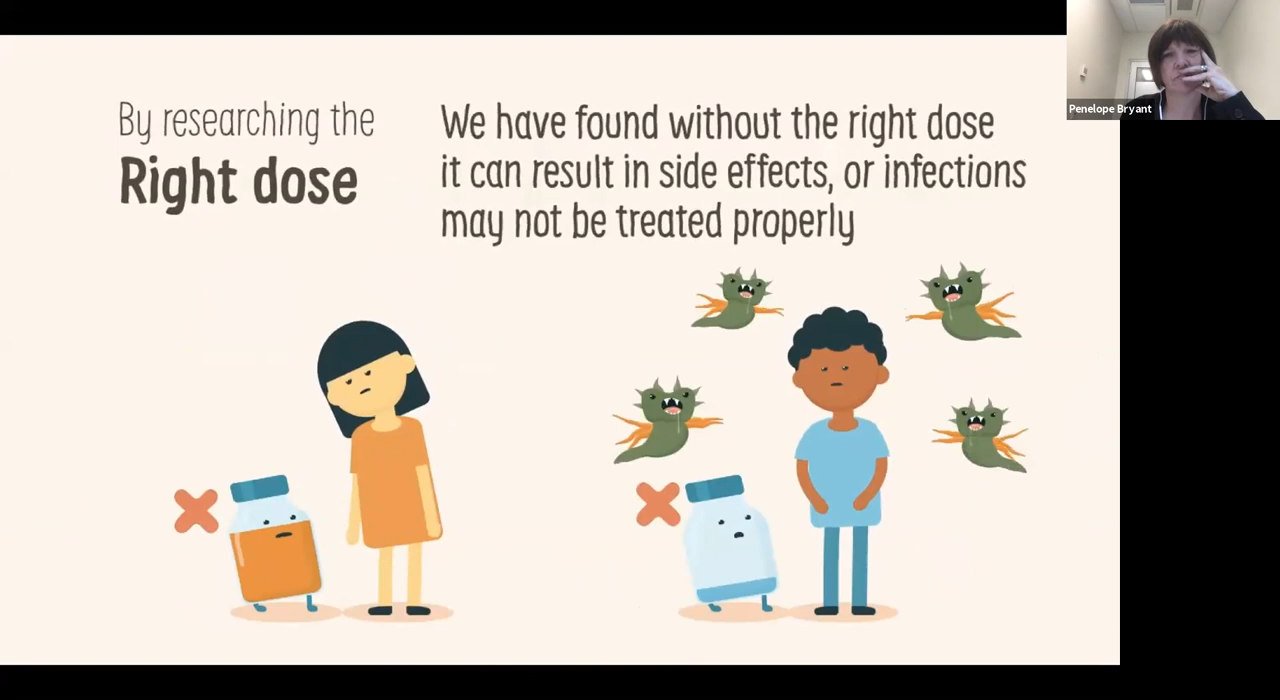 By researching the
Right dose
We have found without the right dose
it can result in side effects, or infections
may not be treated properly
Penelope Bryant